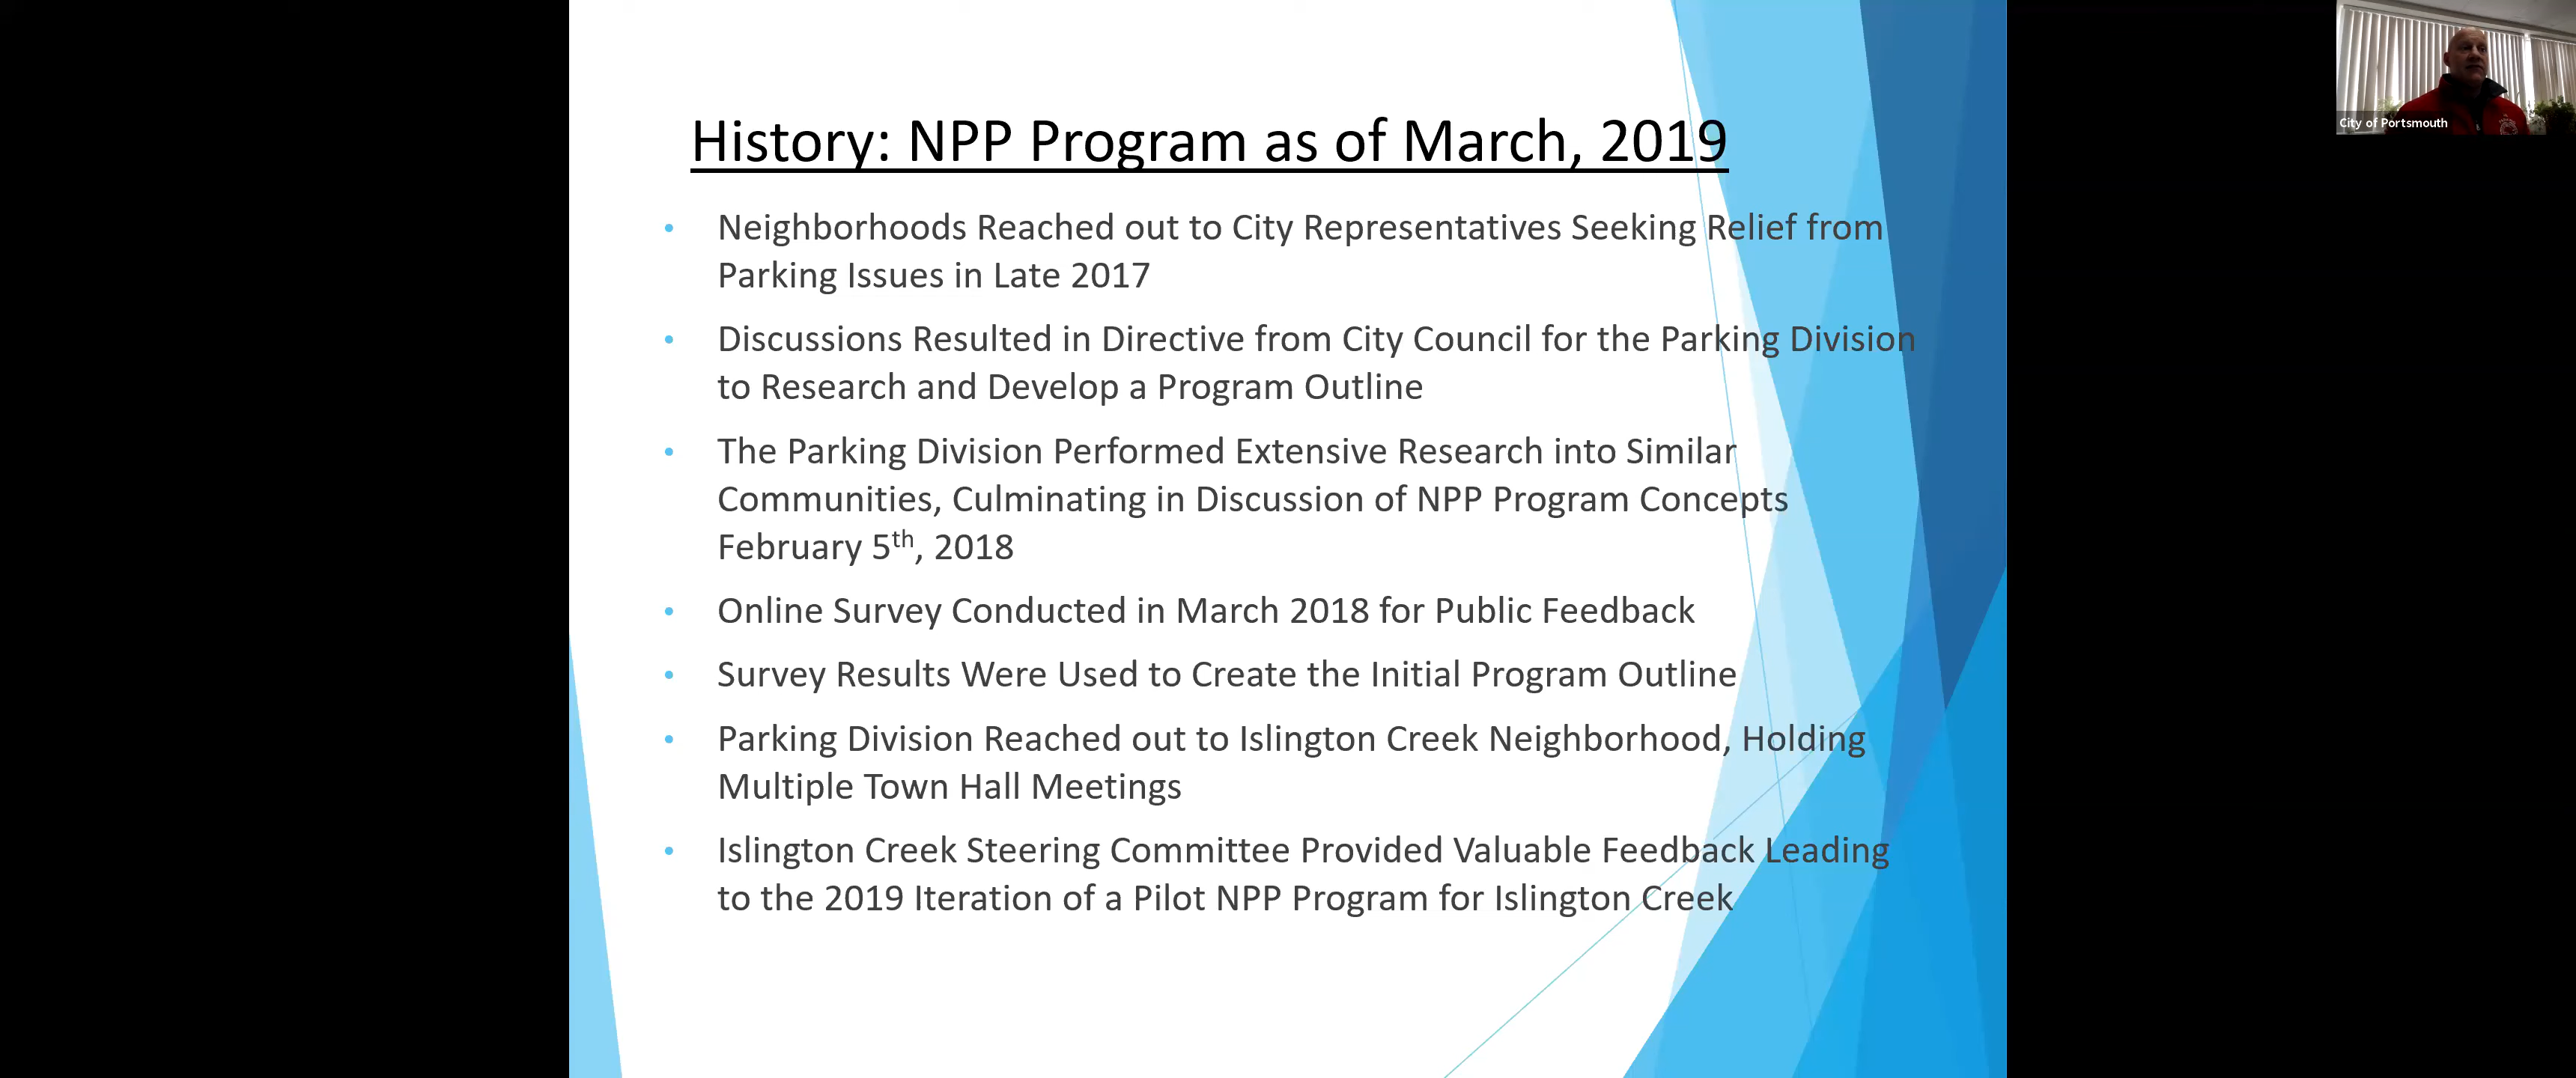 History: NPP Program as of March, 2019
Neighborhoods Reached out to City Representatives Seeking Relief from
Parking Issues in Late 2017
Discussions Resulted in Directive from City Council for the Parking Division
to Research and Develop a Program Outline
The Parking Division Performed Extensive Research into Similar
Communities, Culminating in Discussion of NPP Program Concepts
February 5th, 2018
Online Survey Conducted in March 2018 for Public Feedback
Survey Results Were Used to Create the Initial Program Outline
Parking Division Reached out to Islington Creek Neighborhood, Holding
Multiple Town Hall Meetings
Islington Creek Steering Committee Provided Valuable Feedback Leading
to the 2019 Iteration of a Pilot NPP Program for Islington Creek
City of Portsmouth